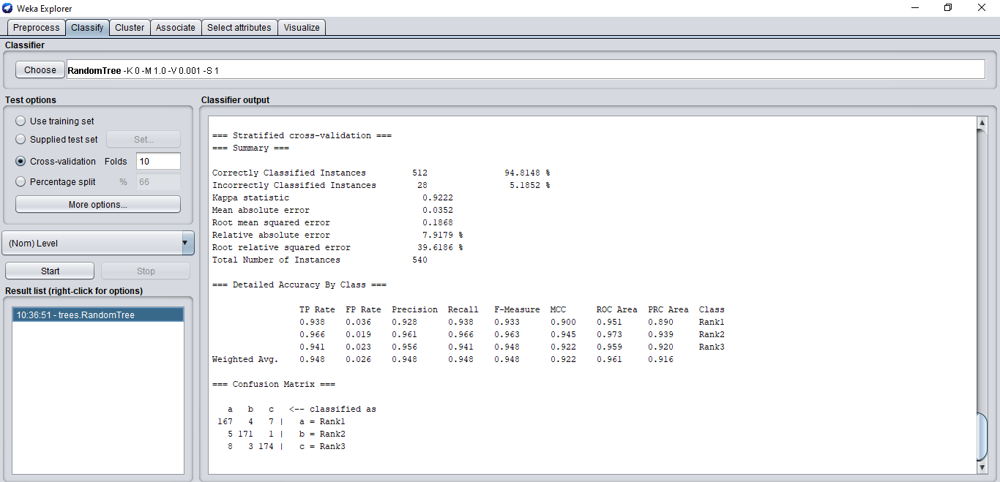 Weka Explorer
Preprocess Classify Cluster Associate Select attributes Visualize
Classifier
Choose RandomTree -K 0 -M 1.0 -V 0.001 -S 1
Test options
Use training set
Supplied test set Set...
Cross-validation Folds 10
Percentage split % 66
More options...
(Nom) Level
Start Stop
Result list (right-click for options)
10:36:51 - trees.RandomTree
Classifier output
=== Stratified cross-validation ===
=== Summary ===
Correctly Classified Instances 512 94.8148 %
Incorrectly Classified Instances 28 5.1852 %
Kappa statistic 0.9222
Mean absolute error 0.0352
Root mean squared error 0.1868
Relative absolute error 7.9179 %
Root relative squared error 39.6186 %
Total Number of Instances 540
=== Detailed Accuracy By Class ===
TP Rate FP Rate Precision Recall F-Measure MCC ROC Area PRC Area Class
0.938 0.036 0.928 0.938 0.933 0.900 0.951 0.890 Rank1
0.966 0.019 0.961 0.966 0.963 0.945 0.973 0.939 Rank2
0.941 0.023 0.956 0.941 0.948 0.922 0.959 0.920 Rank3
Weighted Avg. 0.948 0.026 0.948 0.948 0.948 0.922 0.961 0.916
=== Confusion Matrix ===
a b c <-- classified as
167 4 7 | a = Rank1
5 171 1 | b = Rank2
8 3 174 | c = Rank3